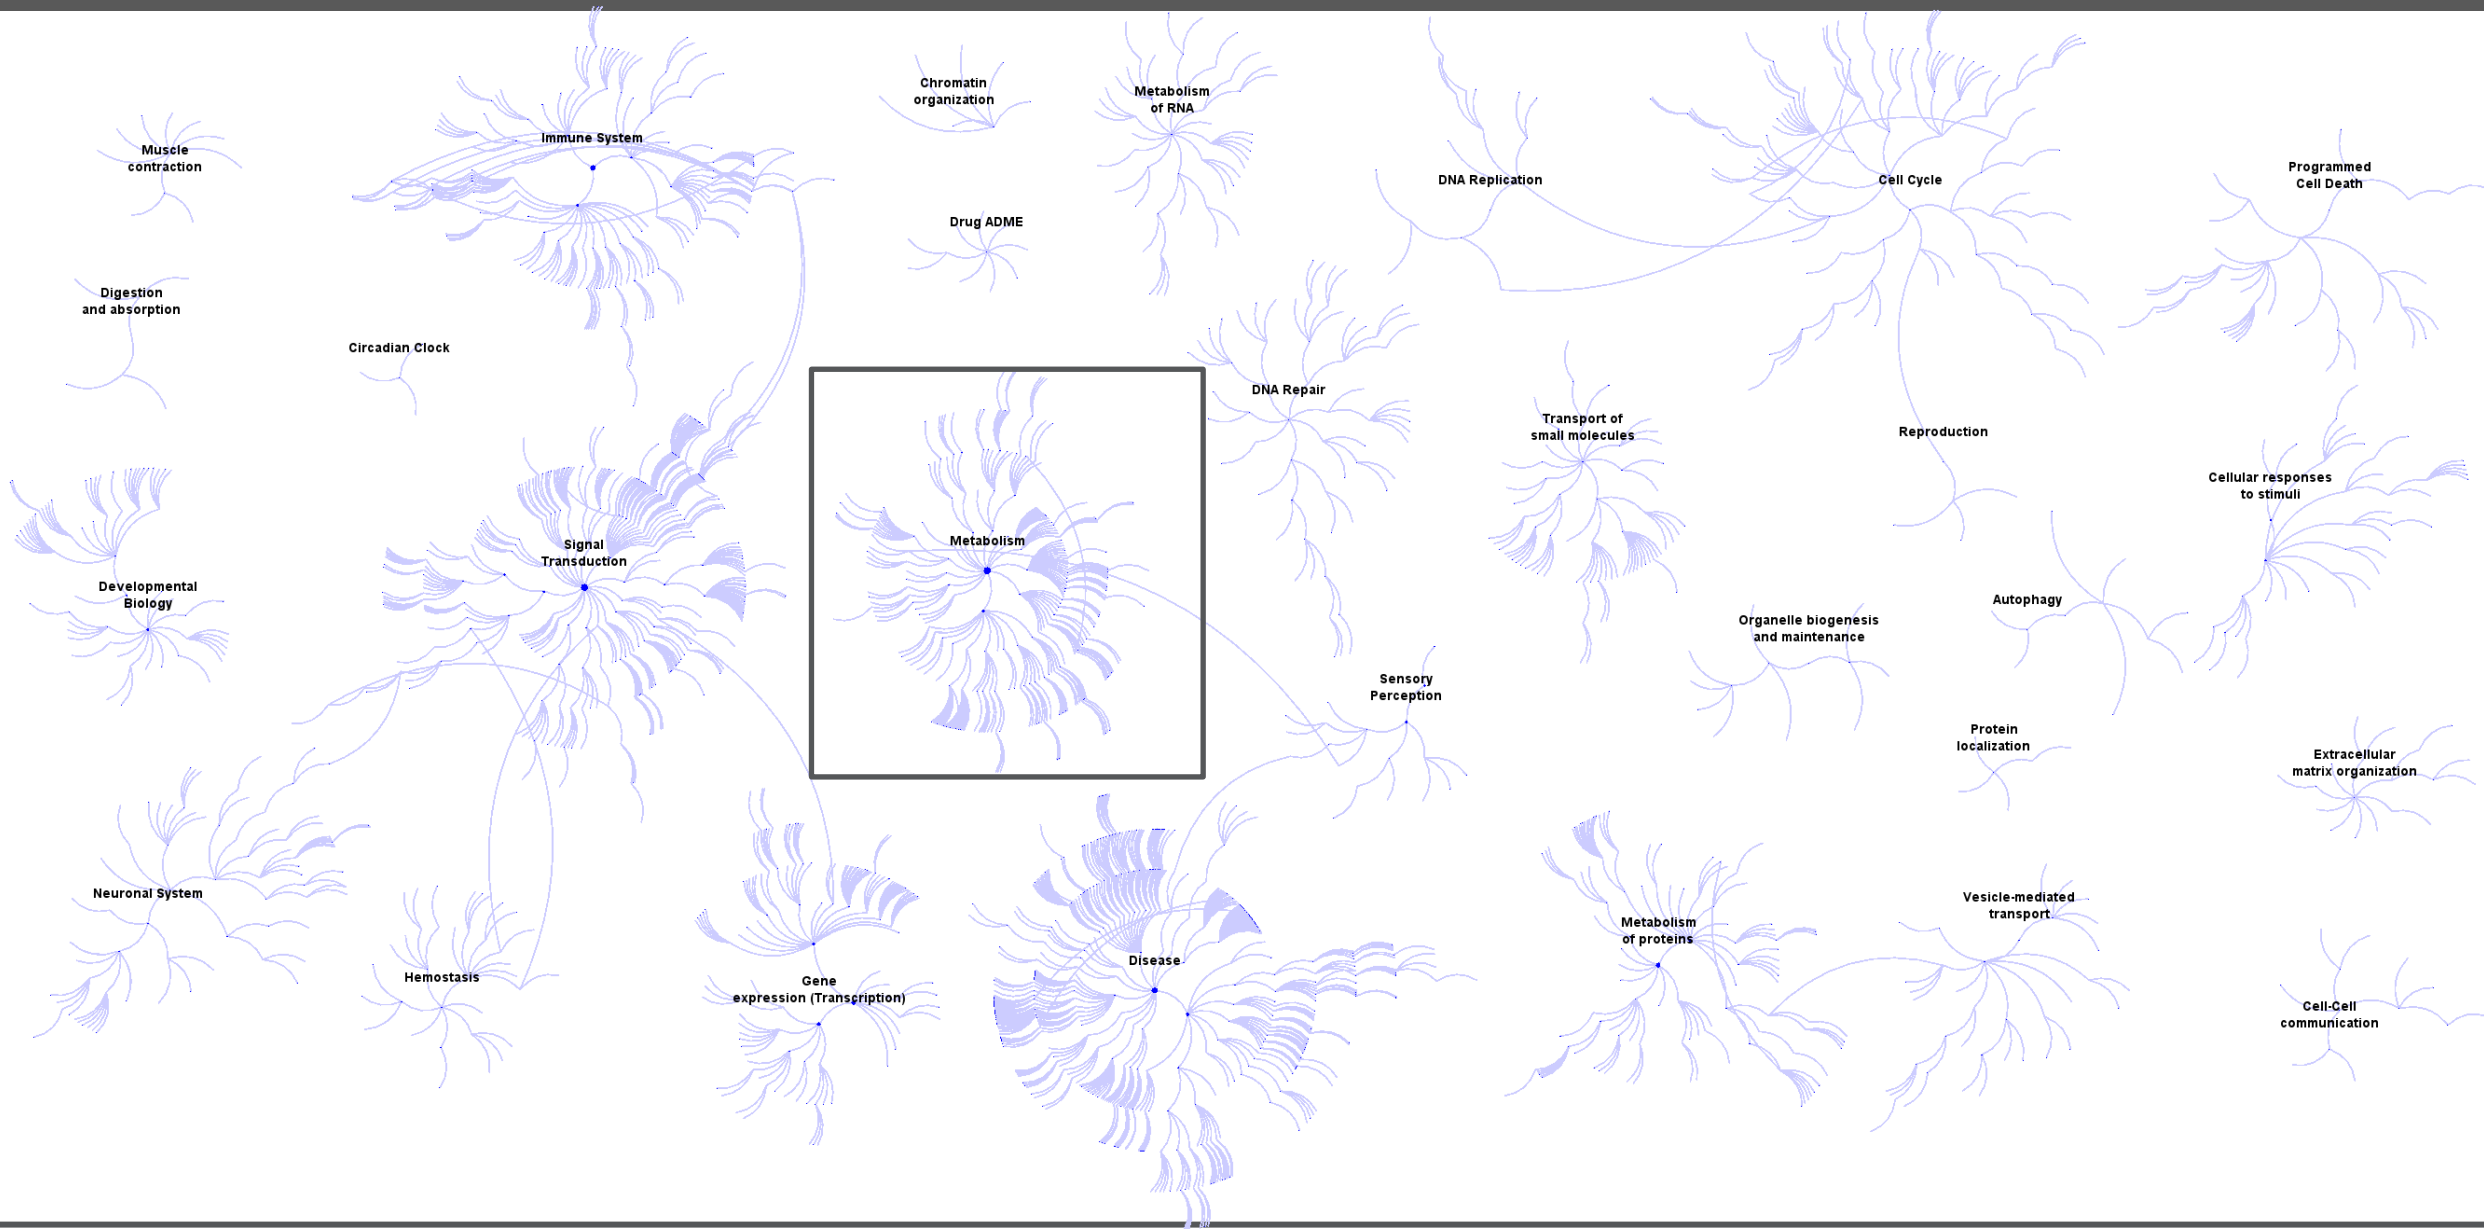 Chromatin
organization
Metabolism
of RNA
Immune System
Muscle
contraction
DNA Replication
Cell Cycle
Programmed
Cell Death
Drug ADME
Digestion
and absorption
Circadian Clock
DNA Repair
Transport of
small molecules
Reproduction
Cellular responses
to stimuli
Metabolism
Signal
Transduction
Developmental
Biology
Autophagy
Organelle biogenesis
and maintenance
Sensory
Perception
Protein
localization
Extracellular
matrix organization
Neuronal System
Hemostasis
Gene
expression (Transcription)
Disease
Metabolism
of proteins
Vesicle-mediated
transport
Cell-Cell
communication